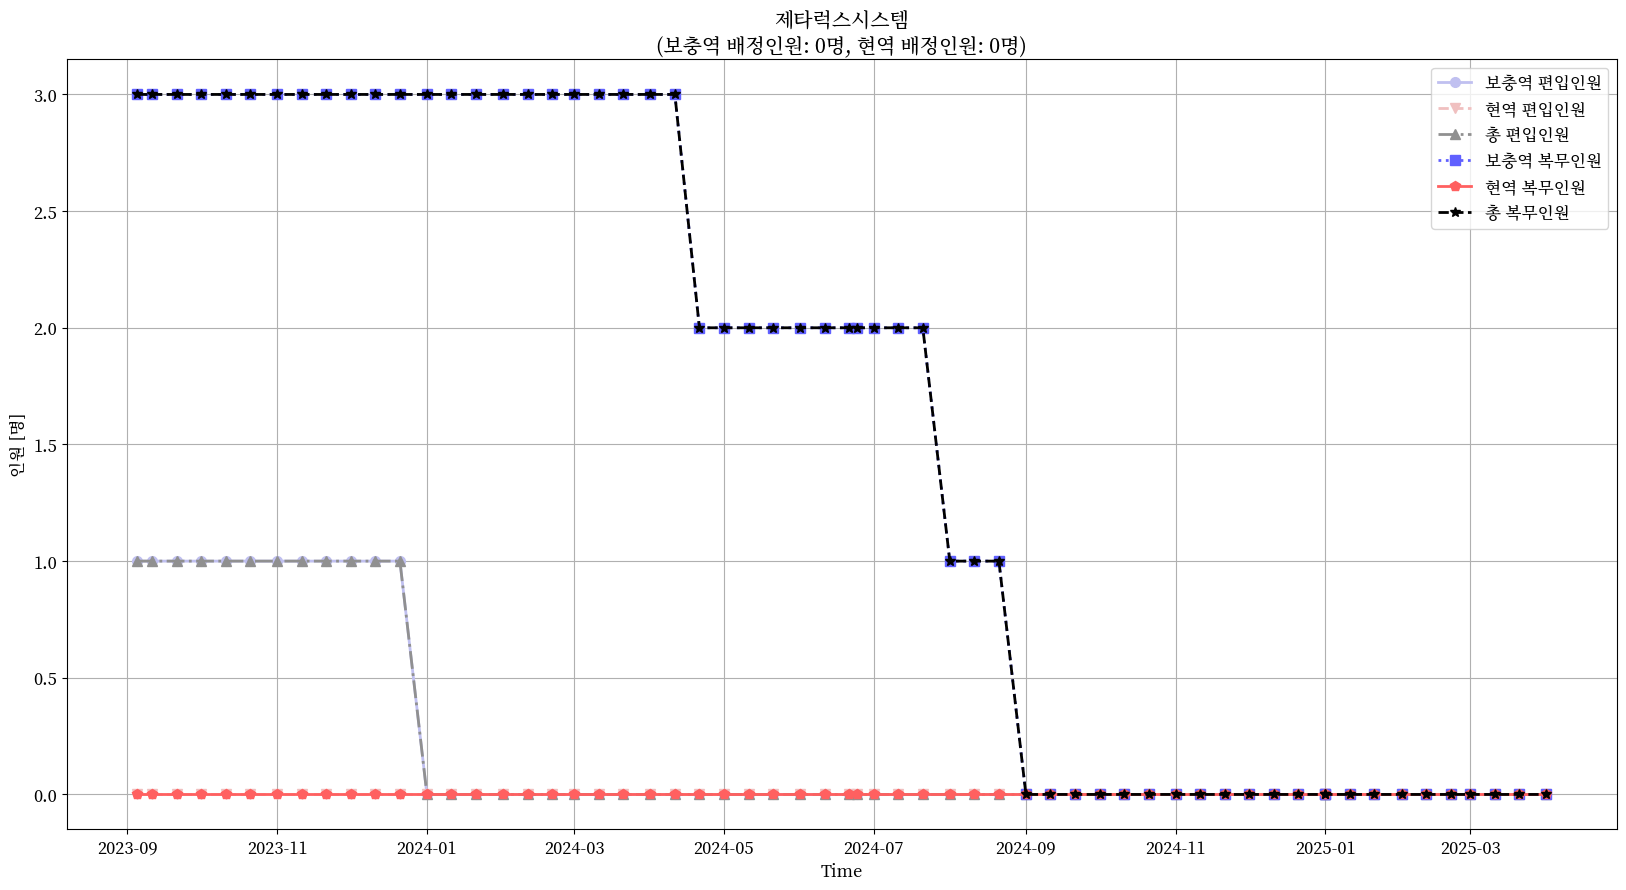 제타럭스시스템
(보충역 배정인원: 0명, 현역 배정인원: 0명)
보충역 편입인원
현역 편입인원
총 편입인원
보충역 복무인원
현역 복무인원
총 복무인원
3.0
2.5
2.0
1.5
1.0
0.5
0.0
인원 [명]
2023-09
2023-11
2024-01
2024-03
2024-05
2024-07
2024-09
2024-11
2025-01
2025-03
Time